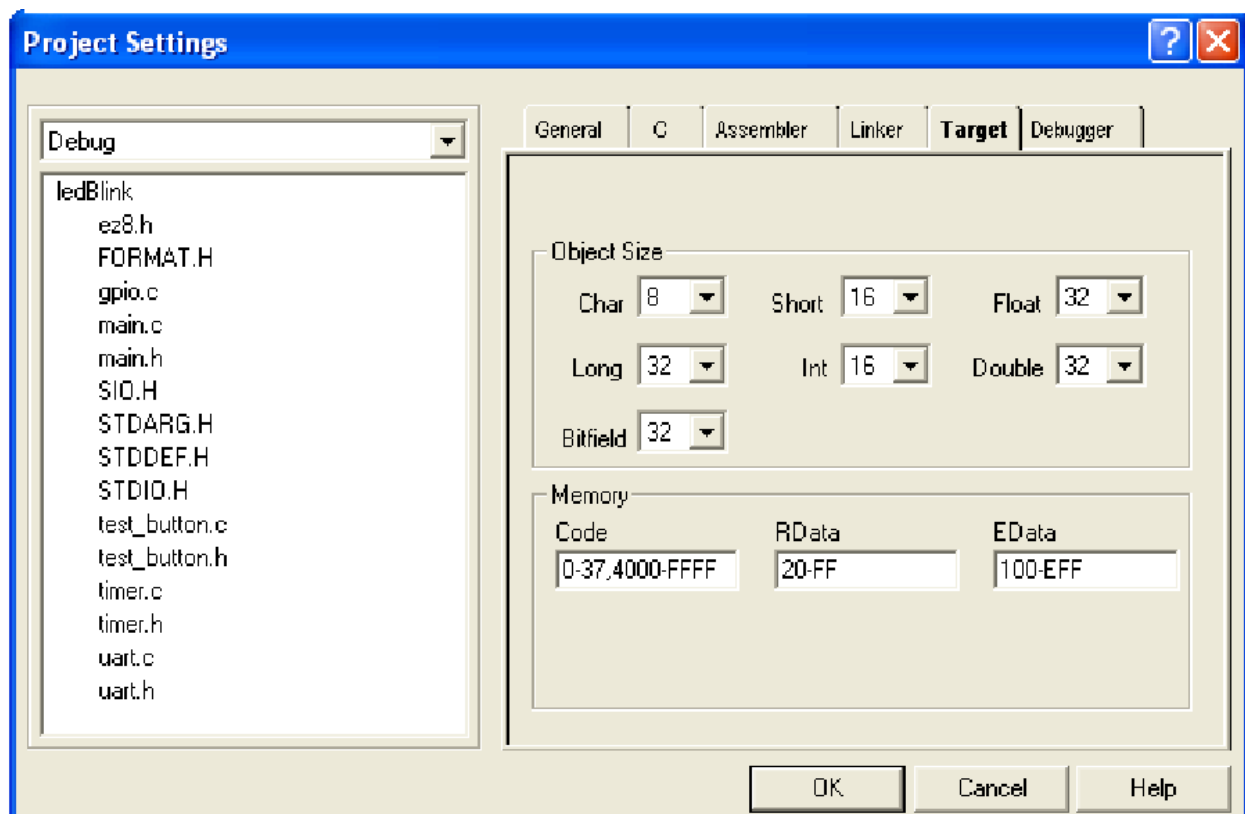 Project Settings
Debug
ledBlink
ez8.h
FORMAT.H
gpio.c
main.c
main.h
SIO.H
STDARG.H
STDDEF.H
STDIO.H
test_button.c
test_button.h
timer.c
timer.h
uart.c
uart.h
General C Assembler Linker Target Debugger
Object Size
Char 8 Short 16 Float 32
Long 32 Int 16 Double 32
Bitfield 32
Memory
Code RData EData
0-37,4000-FFFF 20-FF 100-EFF
OK Cancel Help